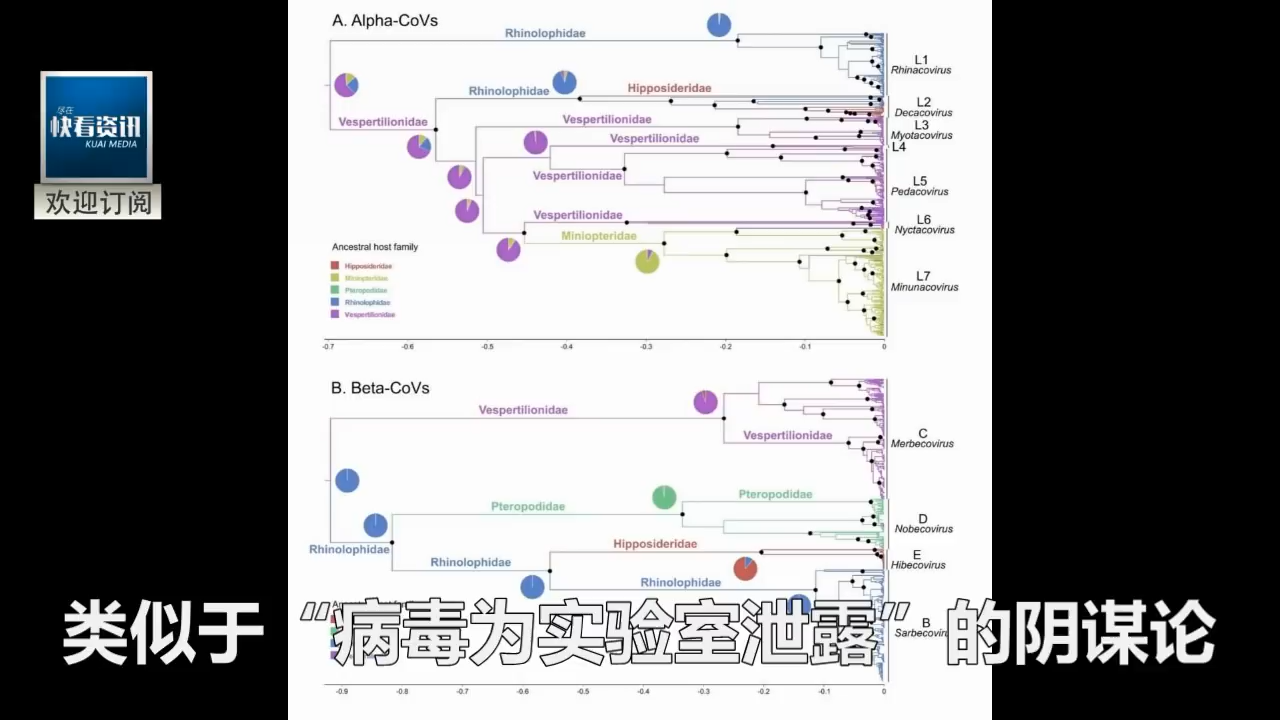 A. Alpha-CoVs
Rhinolophidae
L1
Rhinacovirus
Rhinolophidae
Hipposideridae
L2
Decacovirus
Vespertilionidae
Vespertilionidae
L3
Myotacovirus
Vespertilionidae
L4
Vespertilionidae
L5
Pedacovirus
Vespertilionidae
L6
Nyctacovirus
Miniopteridae
L7
Minunacovirus
Ancestral host family
Hipposideridae
Miniopteridae
Pteropodidae
Rhinolophidae
Vespertilionidae
-0.7 -0.6 -0.5 -0.4 -0.3 -0.2 -0.1 0
B. Beta-CoVs
Vespertilionidae
Vespertilionidae
C
Merbecovirus
Pteropodidae
Pteropodidae
D
Nobecovirus
Rhinolophidae
Hipposideridae
E
Hibecovirus
Rhinolophidae
Rhinolophidae
B
-0.9 -0.8 -0.7 -0.6 -0.5 -0.4 -0.3 -0.2 -0.1 0
尽在
快看资讯
KUAI MEDIA
欢迎订阅
类似于“病毒为实验室泄露”的阴谋论